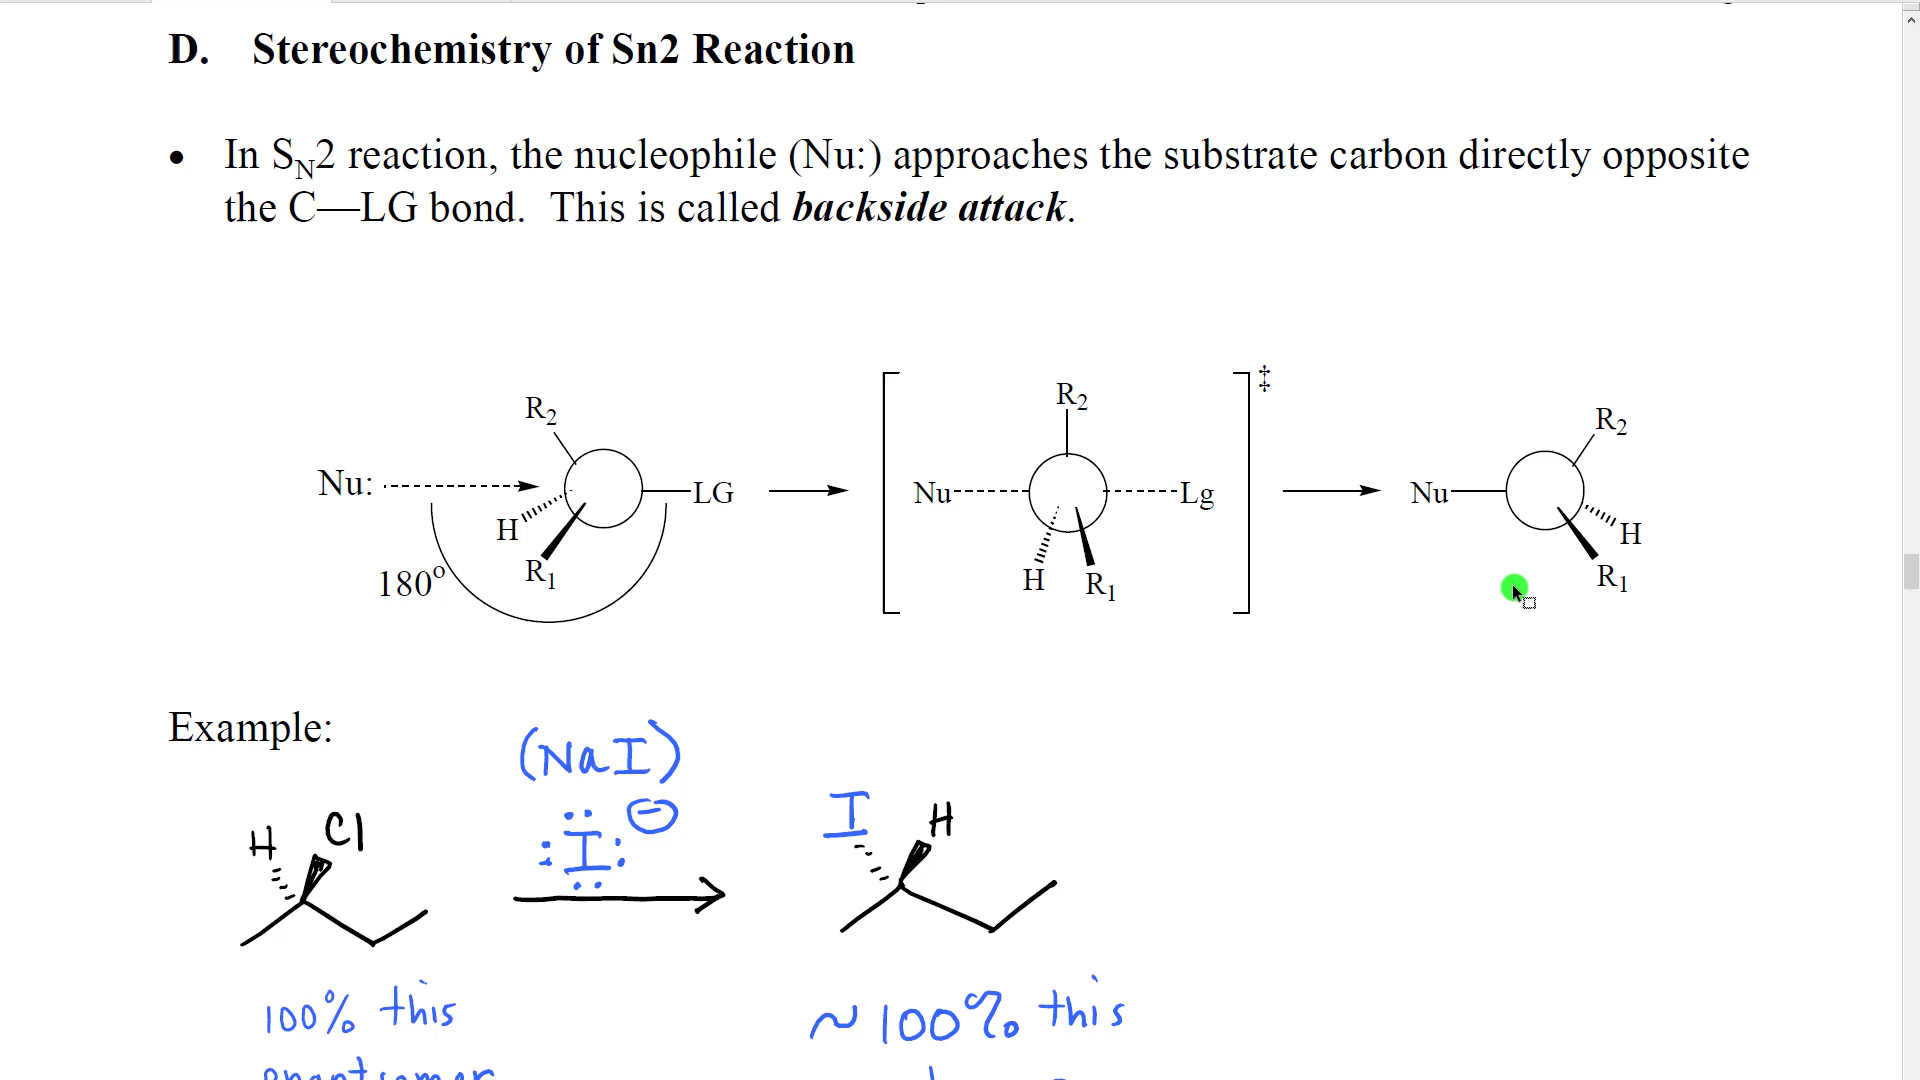 D. Stereochemistry of Sn2 Reaction
• In SN2 reaction, the nucleophile (Nu:) approaches the substrate carbon directly opposite
the C—LG bond. This is called backside attack.
R2
Nu:
LG
H
R1
180°
R2
‡
Nu
Lg
H
R1
R2
Nu
H
R1
Example:
(NaI)
H
Cl
:I: ⊖
I
H
100% this
~ 100% this
enantiomer